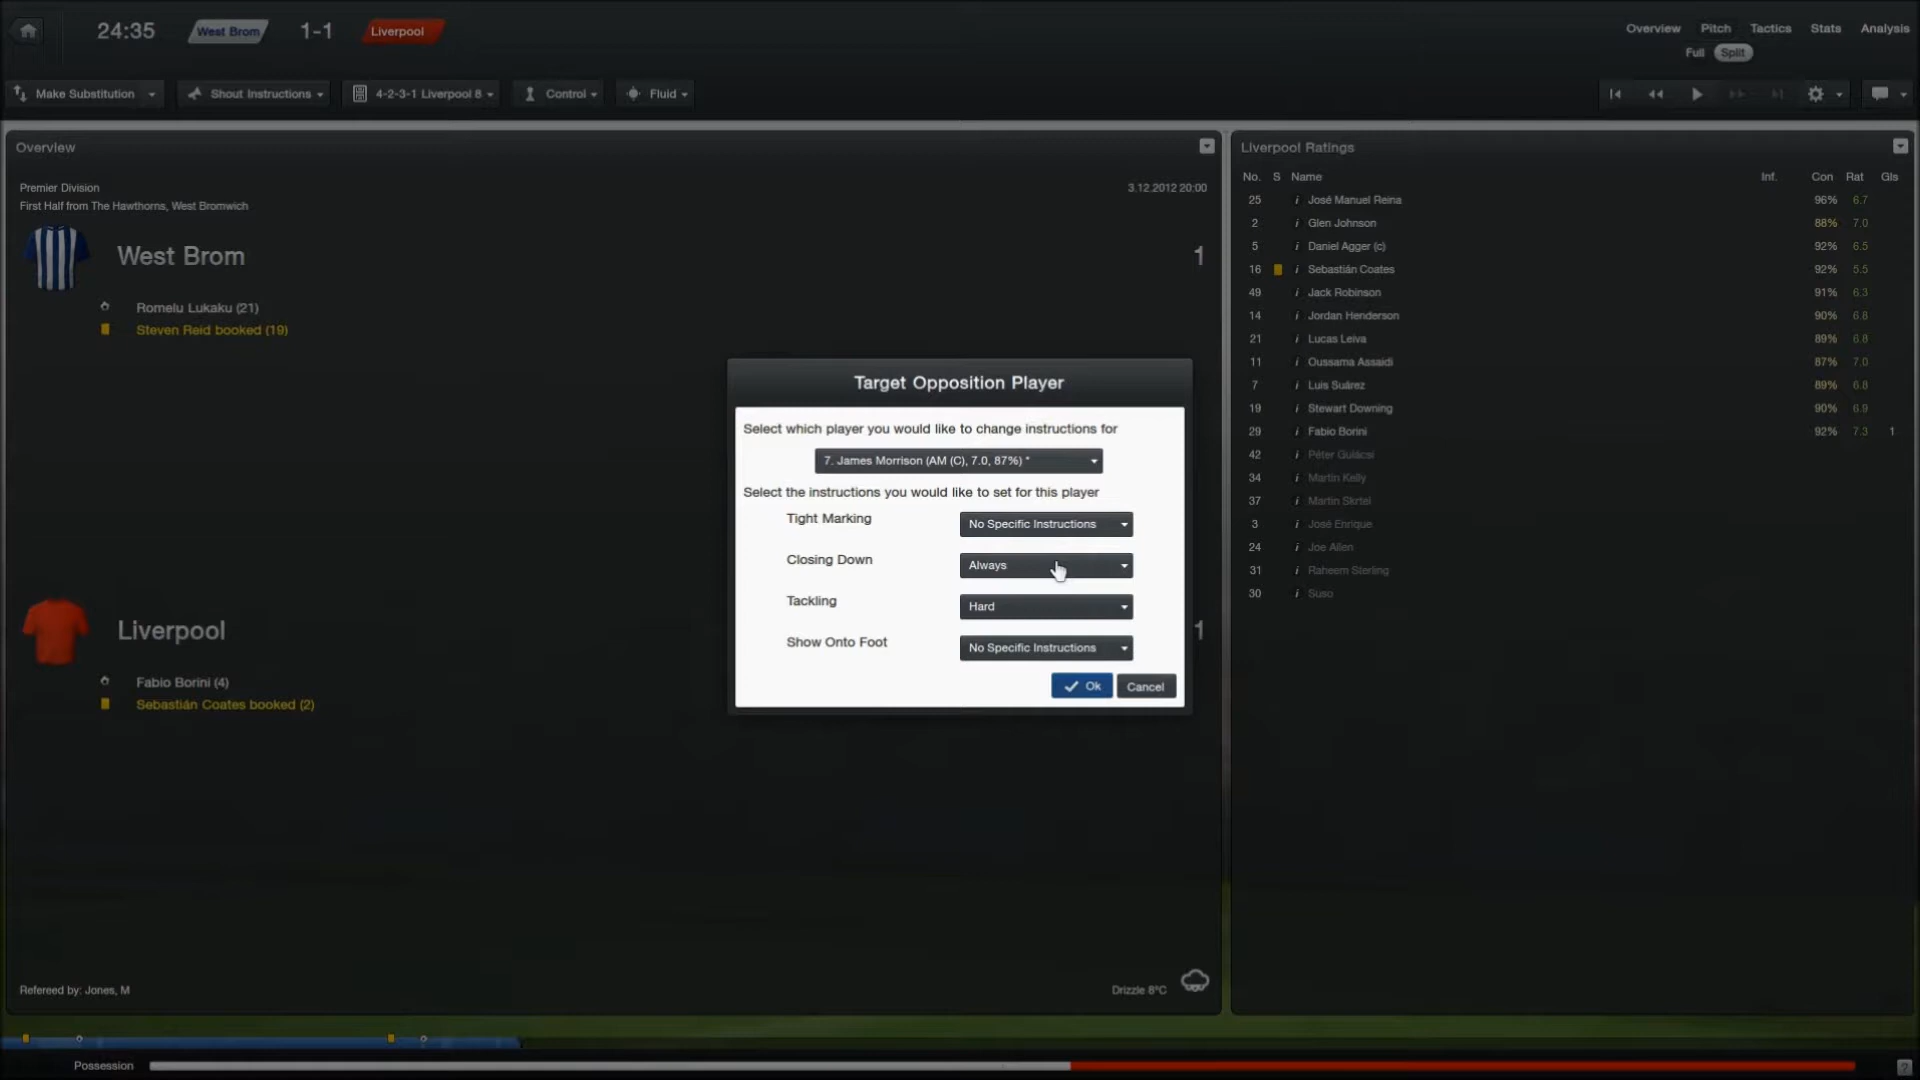 24:35 West Brom 1-1 Liverpool
Overview Pitch Tactics Stats Analysis
Full Split
Make Substitution Shout Instructions 4-2-3-1 Liverpool 8 Control Fluid
Overview
Premier Division 3.12.2012 20:00
First Half from The Hawthorns, West Bromwich
West Brom 1
Romelu Lukaku (21)
Steven Reid booked (19)
Liverpool 1
Fabio Borini (4)
Sebastián Coates booked (2)
Refereed by: Jones, M Drizzle 8°C
Target Opposition Player
Select which player you would like to change instructions for
7. James Morrison (AM (C), 7.0, 87%) *
Select the instructions you would like to set for this player
Tight Marking No Specific Instructions
Closing Down Always
Tackling Hard
Show Onto Foot No Specific Instructions
Ok Cancel
Liverpool Ratings
No. S Name Inf. Con Rat Gls
25 i José Manuel Reina 96% 6.7
2 i Glen Johnson 88% 7.0
5 i Daniel Agger (c) 92% 6.5
16 i Sebastián Coates 92% 5.5
49 i Jack Robinson 91% 6.3
14 i Jordan Henderson 90% 6.8
21 i Lucas Leiva 89% 6.8
11 i Oussama Assaidi 87% 7.0
7 i Luis Suárez 89% 6.8
19 i Stewart Downing 90% 6.9
29 i Fabio Borini 92% 7.3 1
42 i Péter Gulácsi
34 i Martin Kelly
37 i Martin Skrtel
3 i José Enrique
24 i Joe Allen
31 i Raheem Sterling
30 i Suso
Possession